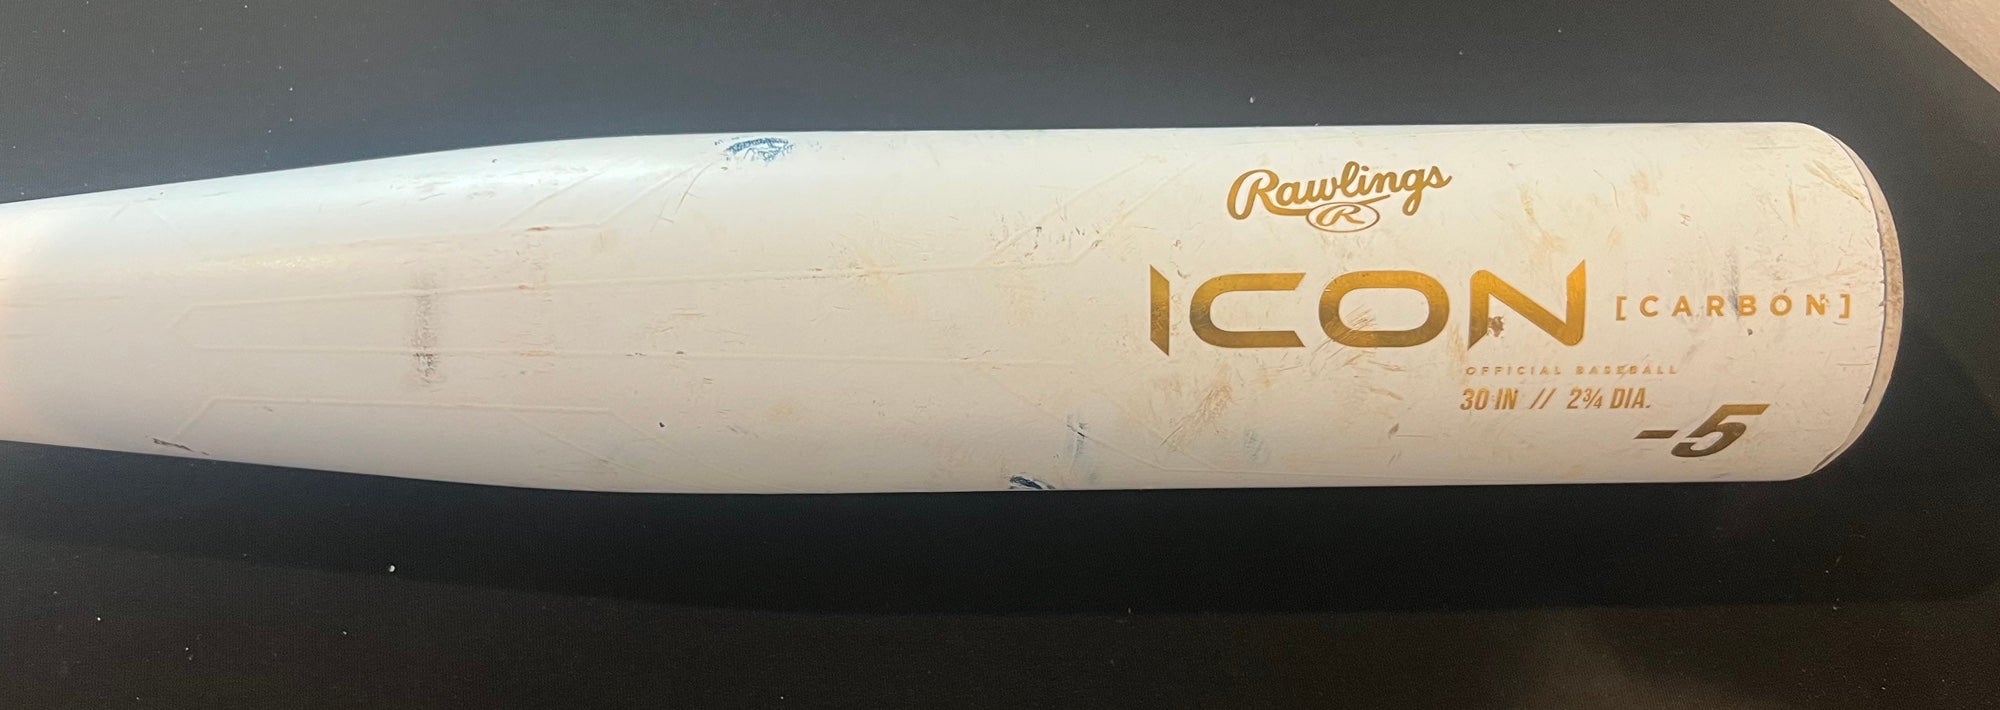 Rawlings
R
ICON [CARBON]
OFFICIAL BASEBALL
30 IN // 2¾ DIA.
-5